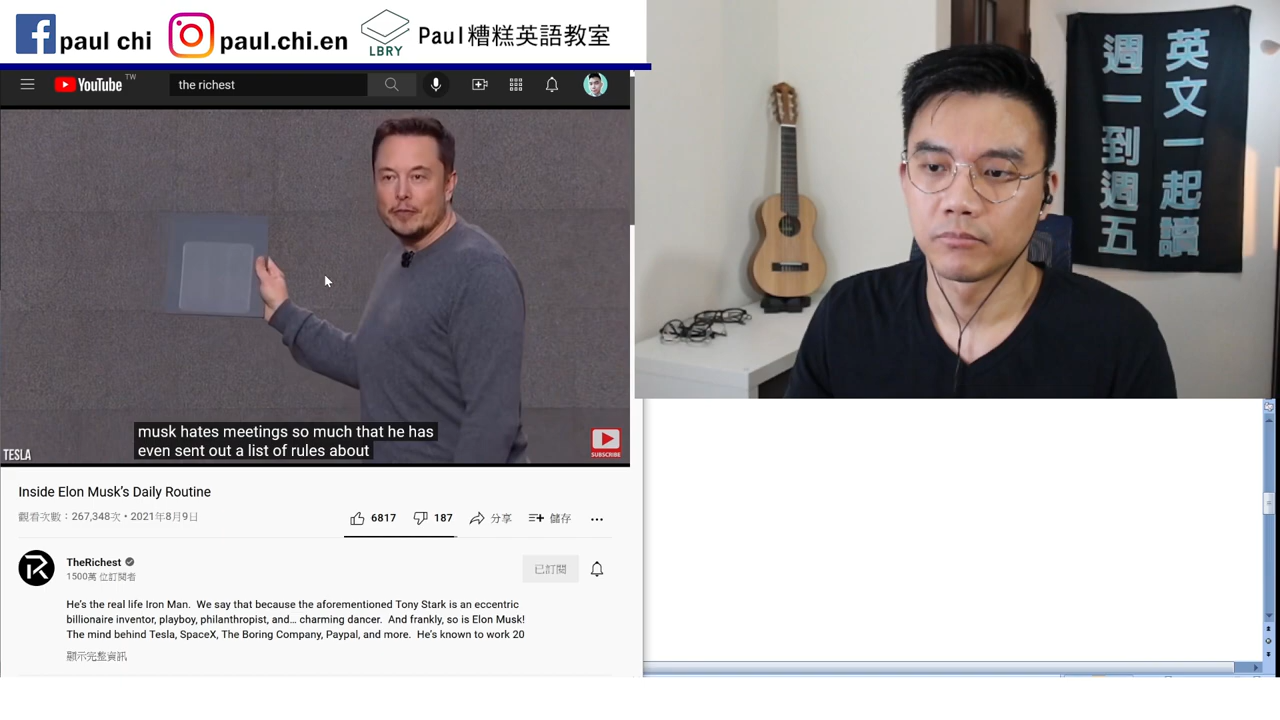 paul chi
paul.chi.en
LBRY
Paul糟糕英語教室
YouTube TW
the richest
musk hates meetings so much that he has
even sent out a list of rules about
TESLA
SUBSCRIBE
Inside Elon Musk's Daily Routine
觀看次數：267,348次 • 2021年8月9日
6817
187
分享
儲存
TheRichest
1500萬 位訂閱者
已訂閱
He's the real life Iron Man. We say that because the aforementioned Tony Stark is an eccentric
billionaire inventor, playboy, philanthropist, and… charming dancer. And frankly, so is Elon Musk!
The mind behind Tesla, SpaceX, The Boring Company, Paypal, and more. He's known to work 20
顯示完整資訊
英文一起讀
週一到週五